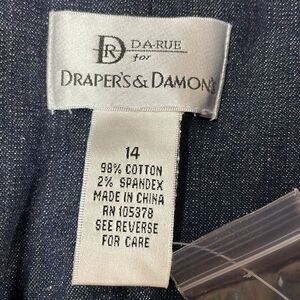 DR DA-RUE
for
DRAPER'S & DAMON'S
14
98% COTTON
2% SPANDEX
MADE IN CHINA
RN 105378
SEE REVERSE
FOR CARE